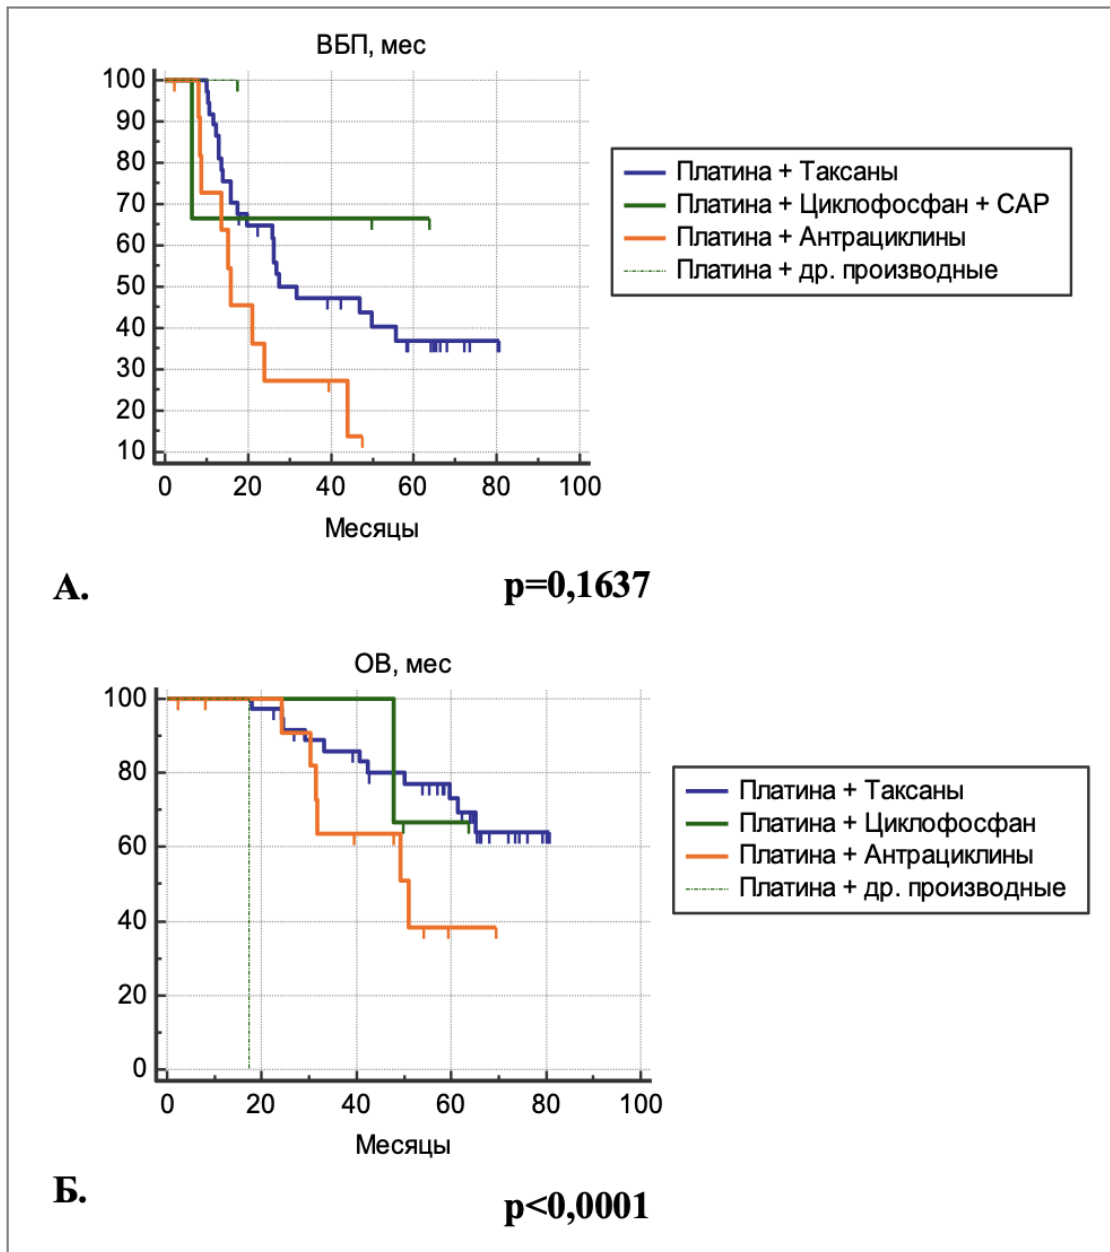 ВБП, мес
100
90
80
70
60
50
40
30
20
10
0 20 40 60 80 100
Месяцы
Платина + Таксаны
Платина + Циклофосфан + САР
Платина + Антрациклины
Платина + др. производные
А.
p=0,1637
ОВ, мес
100
80
60
40
20
0
0 20 40 60 80 100
Месяцы
Платина + Таксаны
Платина + Циклофосфан
Платина + Антрациклины
Платина + др. производные
Б.
p<0,0001